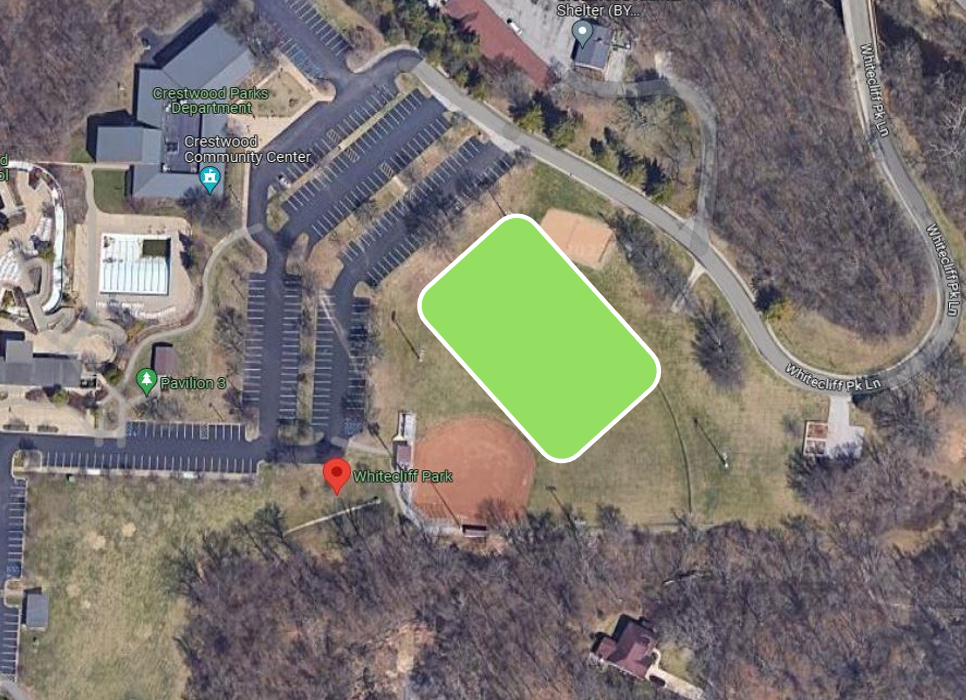 Shelter (BY...
Whitecliff Pk Ln
Crestwood Parks
Department
Crestwood
Community Center
d
ol
Whitecliff Pk Ln
Whitecliff Pk Ln
Pavilion 3
Whitecliff Park